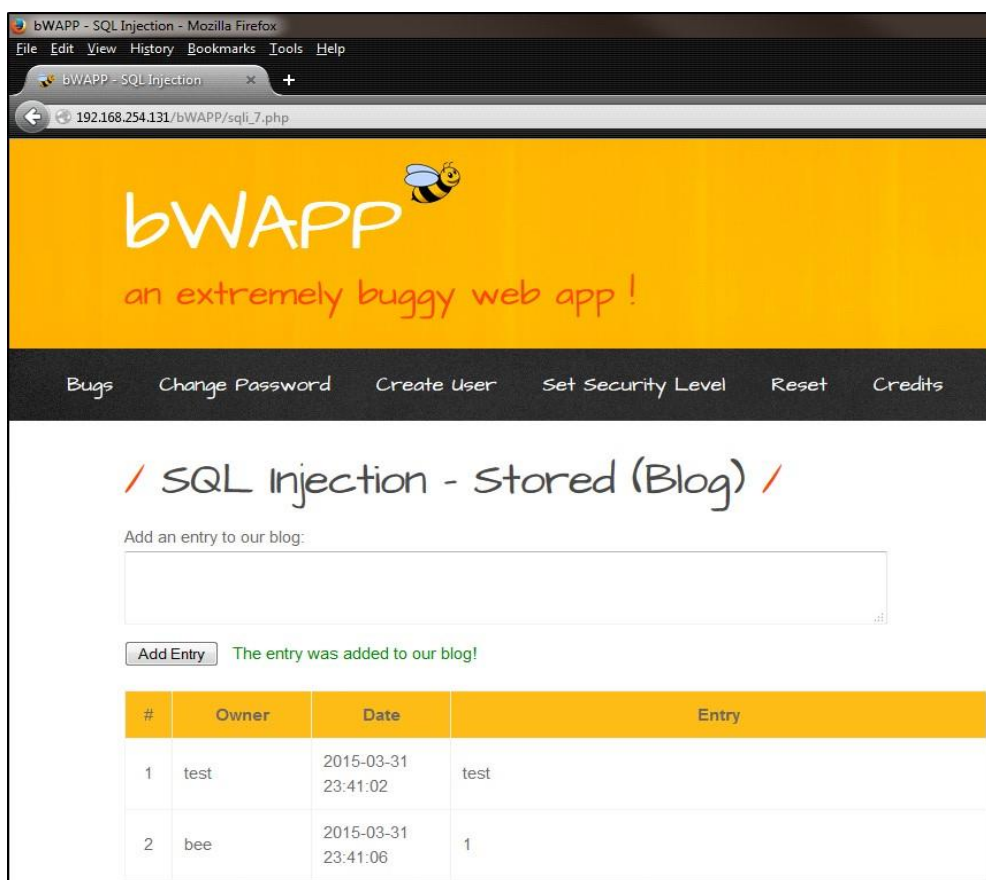 bWAPP - SQL Injection - Mozilla Firefox
File Edit View History Bookmarks Tools Help
bWAPP - SQL Injection × +
192.168.254.131/bWAPP/sqli_7.php
bWAPP
an extremely buggy web app !
Bugs Change Password Create User Set Security Level Reset Credits
/ SQL Injection - Stored (Blog) /
Add an entry to our blog:
Add Entry The entry was added to our blog!
# Owner Date Entry
1 test 2015-03-31 23:41:02 test
2 bee 2015-03-31 23:41:06 1